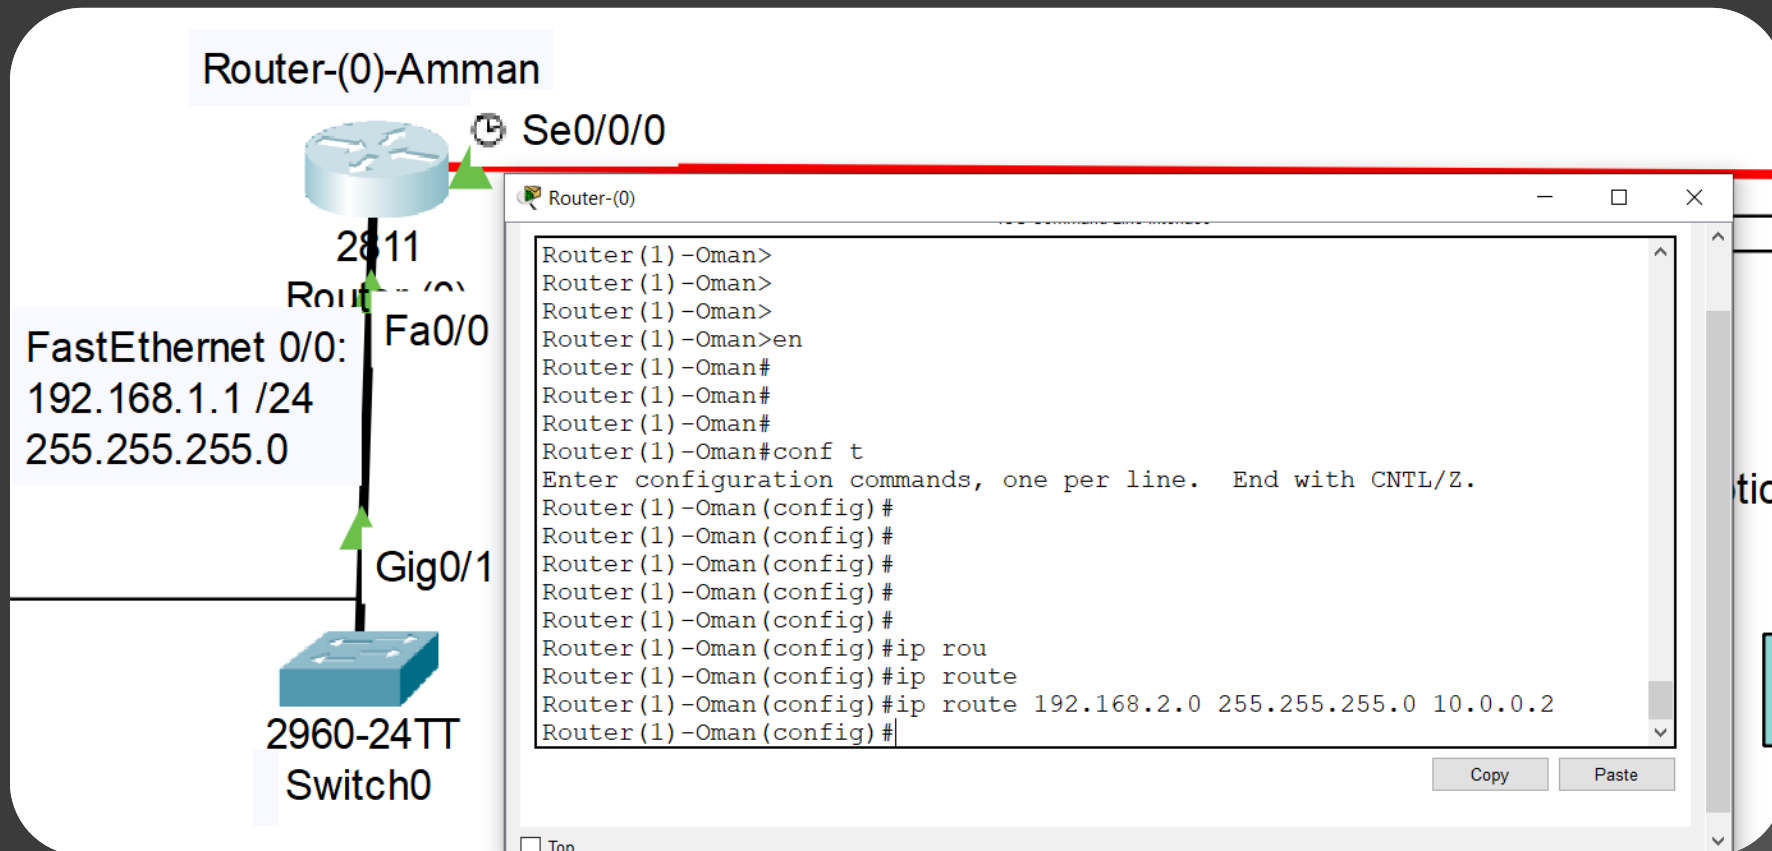 Router-(0)-Amman
Se0/0/0
2811
Fa0/0
FastEthernet 0/0:
192.168.1.1 /24
255.255.255.0
Gig0/1
2960-24TT
Switch0
Router-(0)
Router(1)-Oman>
Router(1)-Oman>
Router(1)-Oman>
Router(1)-Oman>en
Router(1)-Oman#
Router(1)-Oman#
Router(1)-Oman#
Router(1)-Oman#conf t
Enter configuration commands, one per line.  End with CNTL/Z.
Router(1)-Oman(config)#
Router(1)-Oman(config)#
Router(1)-Oman(config)#
Router(1)-Oman(config)#
Router(1)-Oman(config)#
Router(1)-Oman(config)#ip rou
Router(1)-Oman(config)#ip route
Router(1)-Oman(config)#ip route 192.168.2.0 255.255.255.0 10.0.0.2
Router(1)-Oman(config)#
Copy
Paste
Top